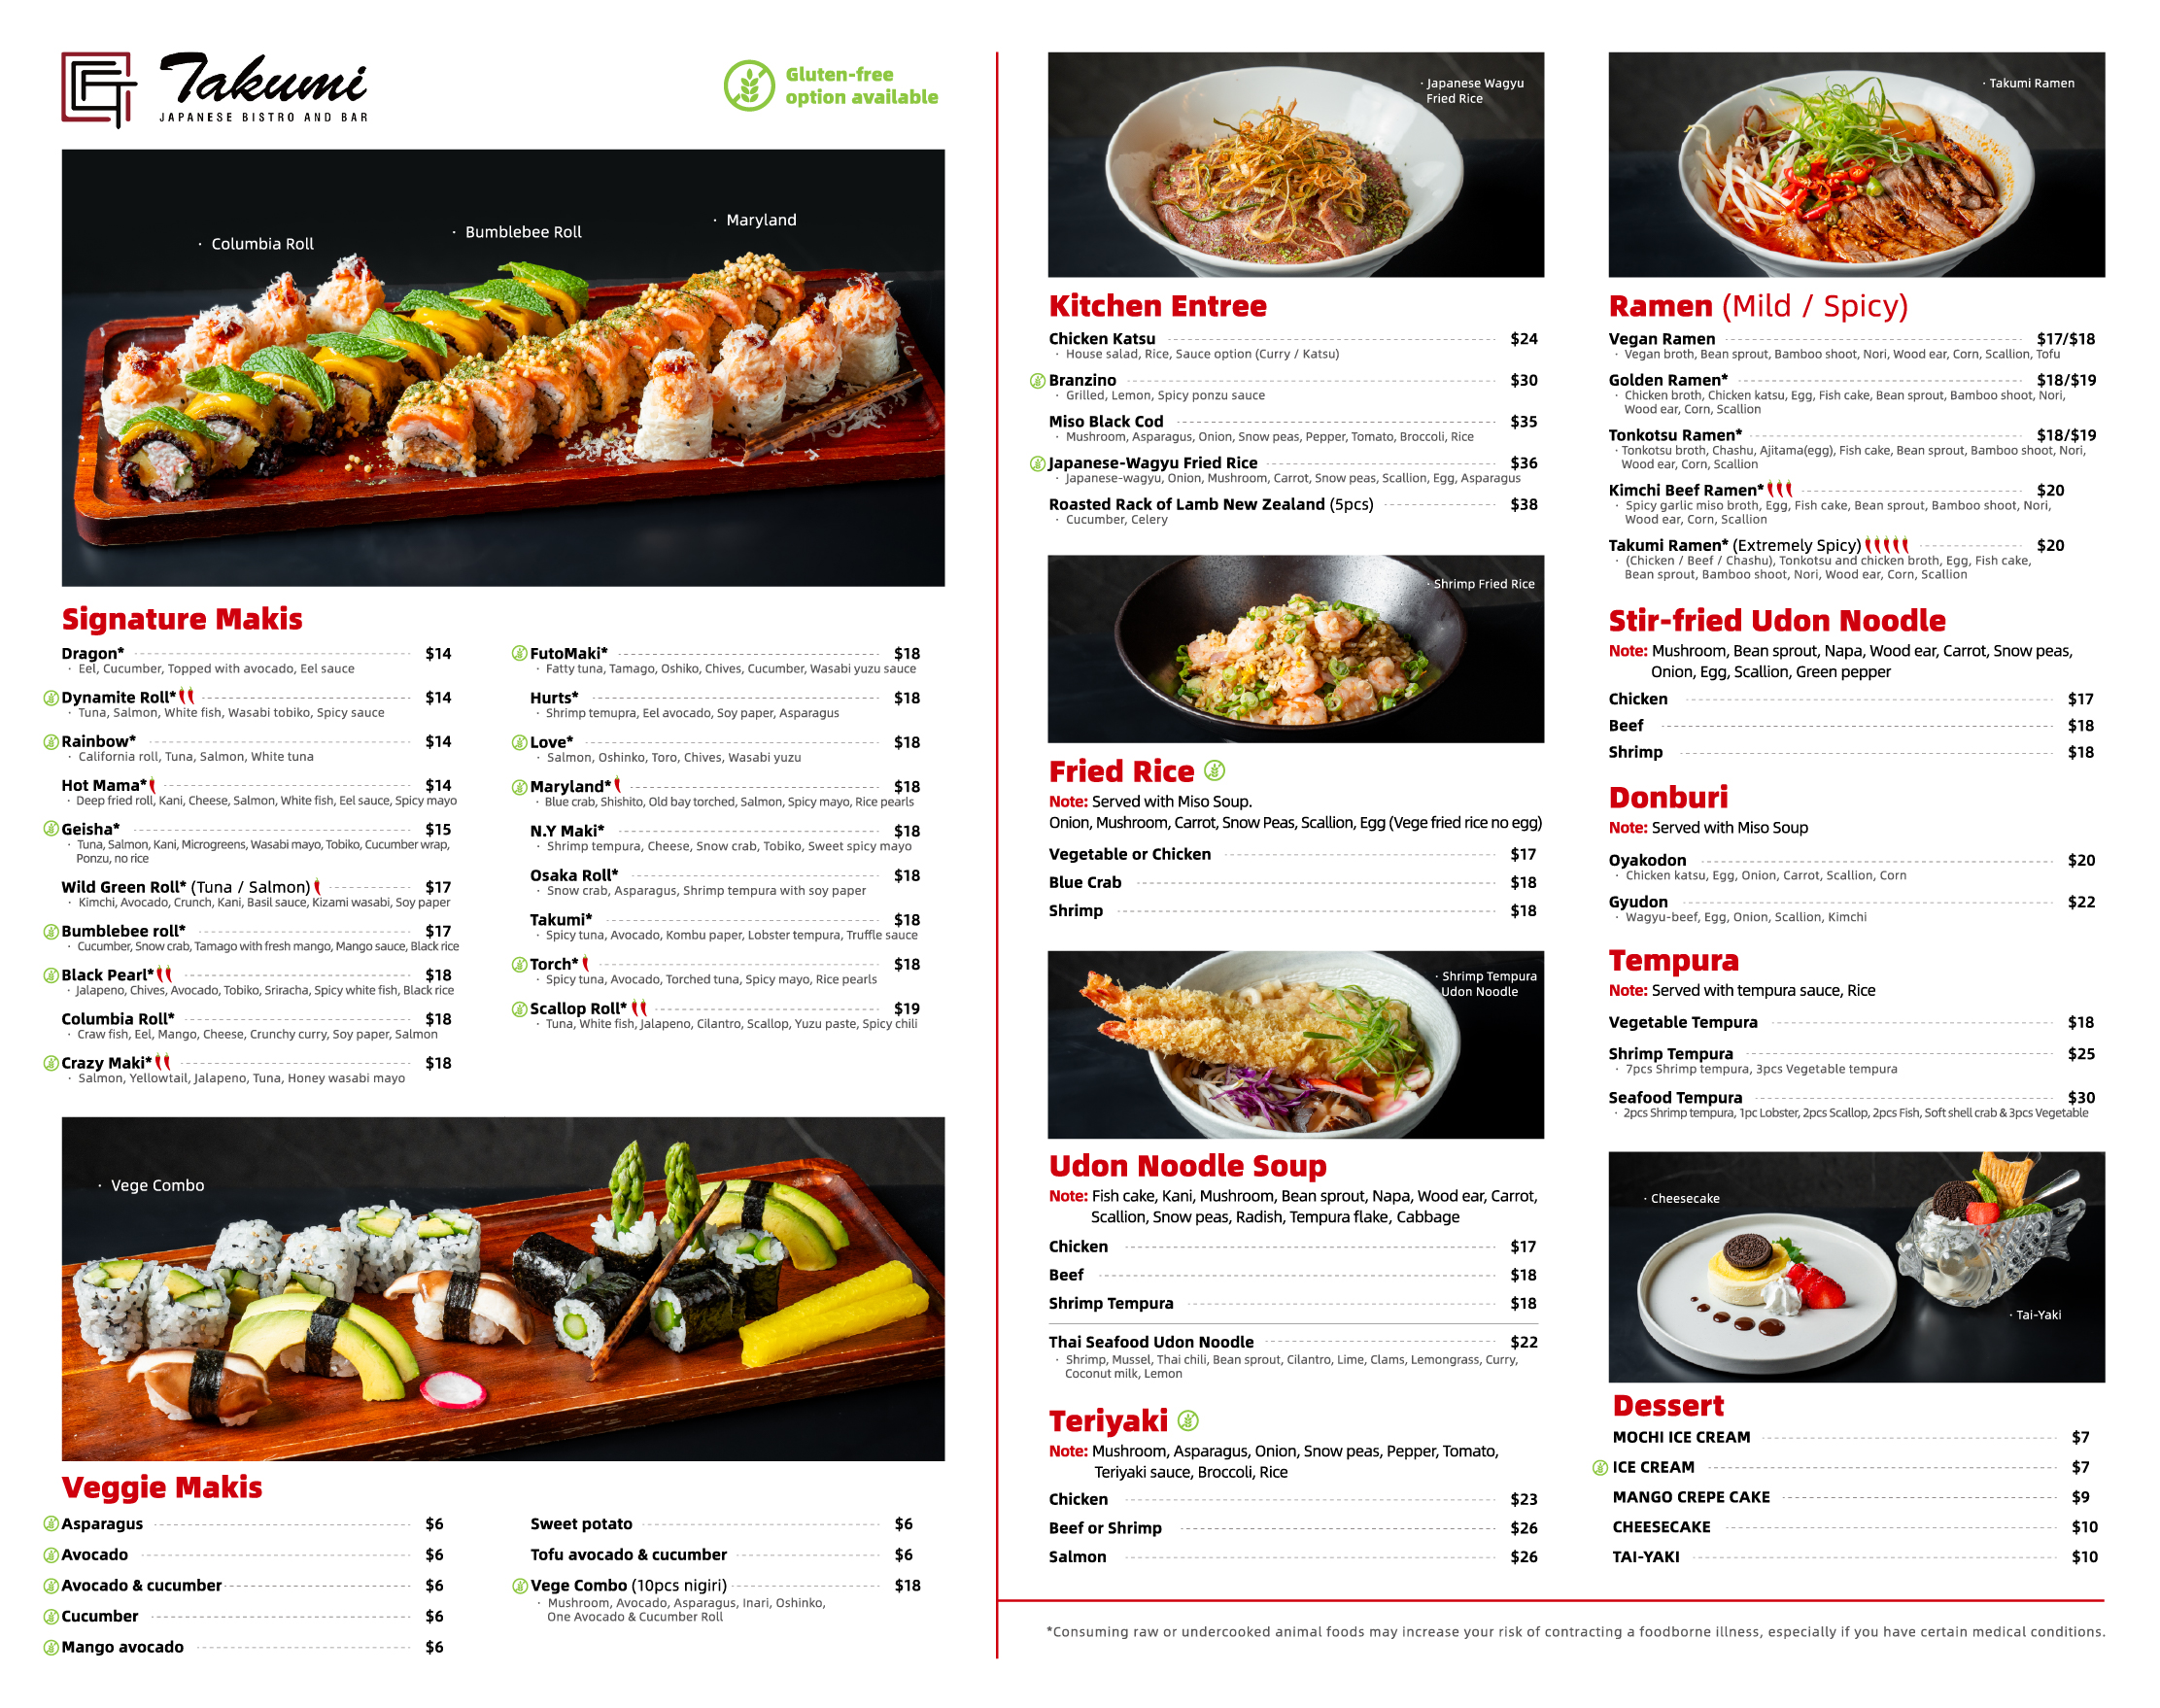 Takumi
JAPANESE BISTRO AND BAR
Gluten-free
option available
· Columbia Roll
· Bumblebee Roll
· Maryland
Signature Makis
Dragon* $14
· Eel, Cucumber, Topped with avocado, Eel sauce
Dynamite Roll* $14
· Tuna, Salmon, White fish, Wasabi tobiko, Spicy sauce
Rainbow* $14
· California roll, Tuna, Salmon, White tuna
Hot Mama* $14
· Deep fried roll, Kani, Cheese, Salmon, White fish, Eel sauce, Spicy mayo
Geisha* $15
· Tuna, Salmon, Kani, Microgreens, Wasabi mayo, Tobiko, Cucumber wrap,
Ponzu, no rice
Wild Green Roll* (Tuna / Salmon) $17
· Kimchi, Avocado, Crunch, Kani, Basil sauce, Kizami wasabi, Soy paper
Bumblebee roll* $17
· Cucumber, Snow crab, Tamago with fresh mango, Mango sauce, Black rice
Black Pearl* $18
· Jalapeno, Chives, Avocado, Tobiko, Sriracha, Spicy white fish, Black rice
Columbia Roll* $18
· Craw fish, Eel, Mango, Cheese, Crunchy curry, Soy paper, Salmon
Crazy Maki* $18
· Salmon, Yellowtail, Jalapeno, Tuna, Honey wasabi mayo
FutoMaki* $18
· Fatty tuna, Tamago, Oshiko, Chives, Cucumber, Wasabi yuzu sauce
Hurts* $18
· Shrimp temupra, Eel avocado, Soy paper, Asparagus
Love* $18
· Salmon, Oshinko, Toro, Chives, Wasabi yuzu
Maryland* $18
· Blue crab, Shishito, Old bay torched, Salmon, Spicy mayo, Rice pearls
N.Y Maki* $18
· Shrimp tempura, Cheese, Snow crab, Tobiko, Sweet spicy mayo
Osaka Roll* $18
· Snow crab, Asparagus, Shrimp tempura with soy paper
Takumi* $18
· Spicy tuna, Avocado, Kombu paper, Lobster tempura, Truffle sauce
Torch* $18
· Spicy tuna, Avocado, Torched tuna, Spicy mayo, Rice pearls
Scallop Roll* $19
· Tuna, White fish, Jalapeno, Cilantro, Scallop, Yuzu paste, Spicy chili
· Vege Combo
Veggie Makis
Asparagus $6
Avocado $6
Avocado & cucumber $6
Cucumber $6
Mango avocado $6
Sweet potato $6
Tofu avocado & cucumber $6
Vege Combo (10pcs nigiri) $18
· Mushroom, Avocado, Asparagus, Inari, Oshinko,
One Avocado & Cucumber Roll
· Japanese Wagyu
Fried Rice
Kitchen Entree
Chicken Katsu $24
· House salad, Rice, Sauce option (Curry / Katsu)
Branzino $30
· Grilled, Lemon, Spicy ponzu sauce
Miso Black Cod $35
· Mushroom, Asparagus, Onion, Snow peas, Pepper, Tomato, Broccoli, Rice
Japanese-Wagyu Fried Rice $36
· Japanese-wagyu, Onion, Mushroom, Carrot, Snow peas, Scallion, Egg, Asparagus
Roasted Rack of Lamb New Zealand (5pcs) $38
· Cucumber, Celery
· Shrimp Fried Rice
Fried Rice
Note: Served with Miso Soup.
Onion, Mushroom, Carrot, Snow Peas, Scallion, Egg (Vege fried rice no egg)
Vegetable or Chicken $17
Blue Crab $18
Shrimp $18
· Shrimp Tempura
Udon Noodle
Udon Noodle Soup
Note: Fish cake, Kani, Mushroom, Bean sprout, Napa, Wood ear, Carrot,
Scallion, Snow peas, Radish, Tempura flake, Cabbage
Chicken $17
Beef $18
Shrimp Tempura $18
Thai Seafood Udon Noodle $22
· Shrimp, Mussel, Thai chili, Bean sprout, Cilantro, Lime, Clams, Lemongrass, Curry,
Coconut milk, Lemon
Teriyaki
Note: Mushroom, Asparagus, Onion, Snow peas, Pepper, Tomato,
Teriyaki sauce, Broccoli, Rice
Chicken $23
Beef or Shrimp $26
Salmon $26
· Takumi Ramen
Ramen (Mild / Spicy)
Vegan Ramen $17/$18
· Vegan broth, Bean sprout, Bamboo shoot, Nori, Wood ear, Corn, Scallion, Tofu
Golden Ramen* $18/$19
· Chicken broth, Chicken katsu, Egg, Fish cake, Bean sprout, Bamboo shoot, Nori,
Wood ear, Corn, Scallion
Tonkotsu Ramen* $18/$19
· Tonkotsu broth, Chashu, Ajitama(egg), Fish cake, Bean sprout, Bamboo shoot, Nori,
Wood ear, Corn, Scallion
Kimchi Beef Ramen* $20
· Spicy garlic miso broth, Egg, Fish cake, Bean sprout, Bamboo shoot, Nori,
Wood ear, Corn, Scallion
Takumi Ramen* (Extremely Spicy) $20
· (Chicken / Beef / Chashu), Tonkotsu and chicken broth, Egg, Fish cake,
Bean sprout, Bamboo shoot, Nori, Wood ear, Corn, Scallion
Stir-fried Udon Noodle
Note: Mushroom, Bean sprout, Napa, Wood ear, Carrot, Snow peas,
Onion, Egg, Scallion, Green pepper
Chicken $17
Beef $18
Shrimp $18
Donburi
Note: Served with Miso Soup
Oyakodon $20
· Chicken katsu, Egg, Onion, Carrot, Scallion, Corn
Gyudon $22
· Wagyu-beef, Egg, Onion, Scallion, Kimchi
Tempura
Note: Served with tempura sauce, Rice
Vegetable Tempura $18
Shrimp Tempura $25
· 7pcs Shrimp tempura, 3pcs Vegetable tempura
Seafood Tempura $30
· 2pcs Shrimp tempura, 1pc Lobster, 2pcs Scallop, 2pcs Fish, Soft shell crab & 3pcs Vegetable
· Cheesecake
· Tai-Yaki
Dessert
MOCHI ICE CREAM $7
ICE CREAM $7
MANGO CREPE CAKE $9
CHEESECAKE $10
TAI-YAKI $10
*Consuming raw or undercooked animal foods may increase your risk of contracting a foodborne illness, especially if you have certain medical conditions.